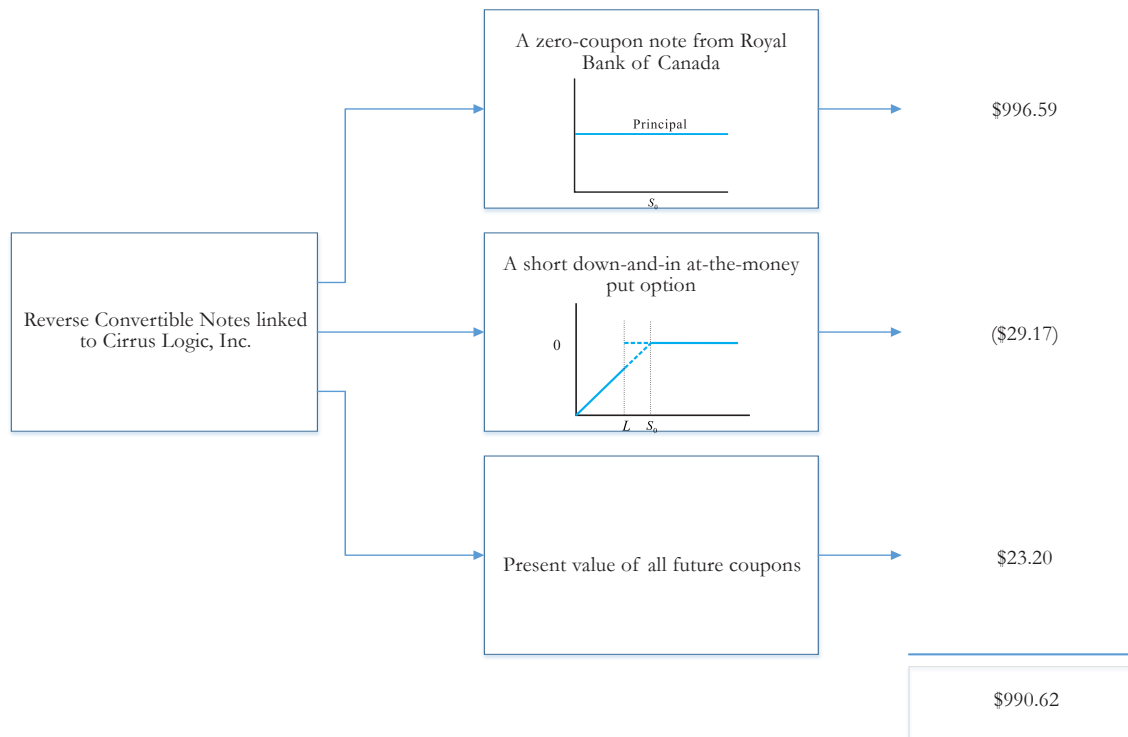 A zero-coupon note from Royal
Bank of Canada
Principal
S₀
$996.59
Reverse Convertible Notes linked
to Cirrus Logic, Inc.
A short down-and-in at-the-money
put option
0
L S₀
($29.17)
Present value of all future coupons
$23.20
$990.62